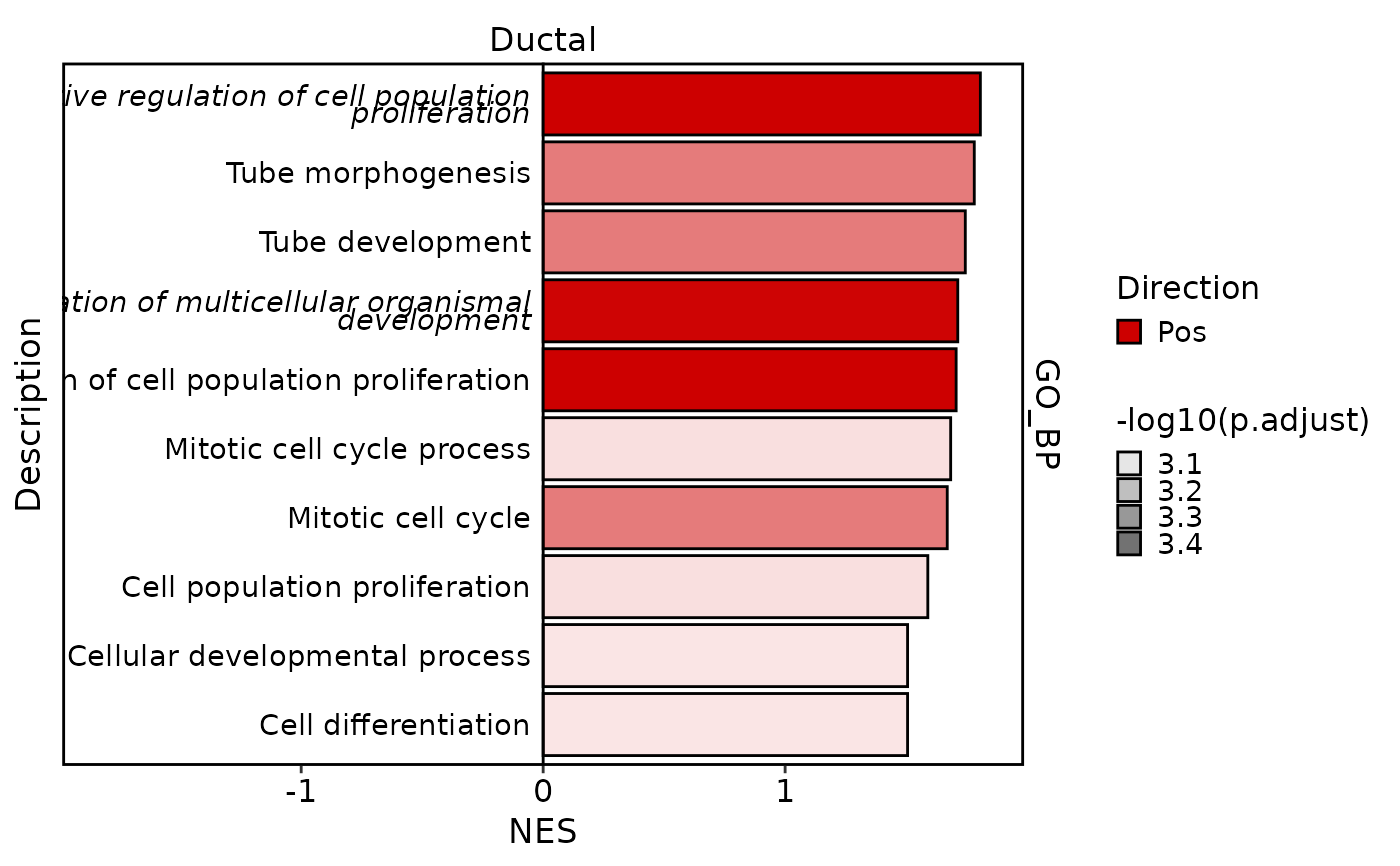 Ductal
regulation of cell population
proliferation
Tube morphogenesis
Tube development
of multicellular organismal
development
of cell population proliferation
Mitotic cell cycle process
Mitotic cell cycle
Cell population proliferation
Cellular developmental process
Cell differentiation
Description
-1
0
1
NES
GO_BP
Direction
Pos
-log10(p.adjust)
3.1
3.2
3.3
3.4